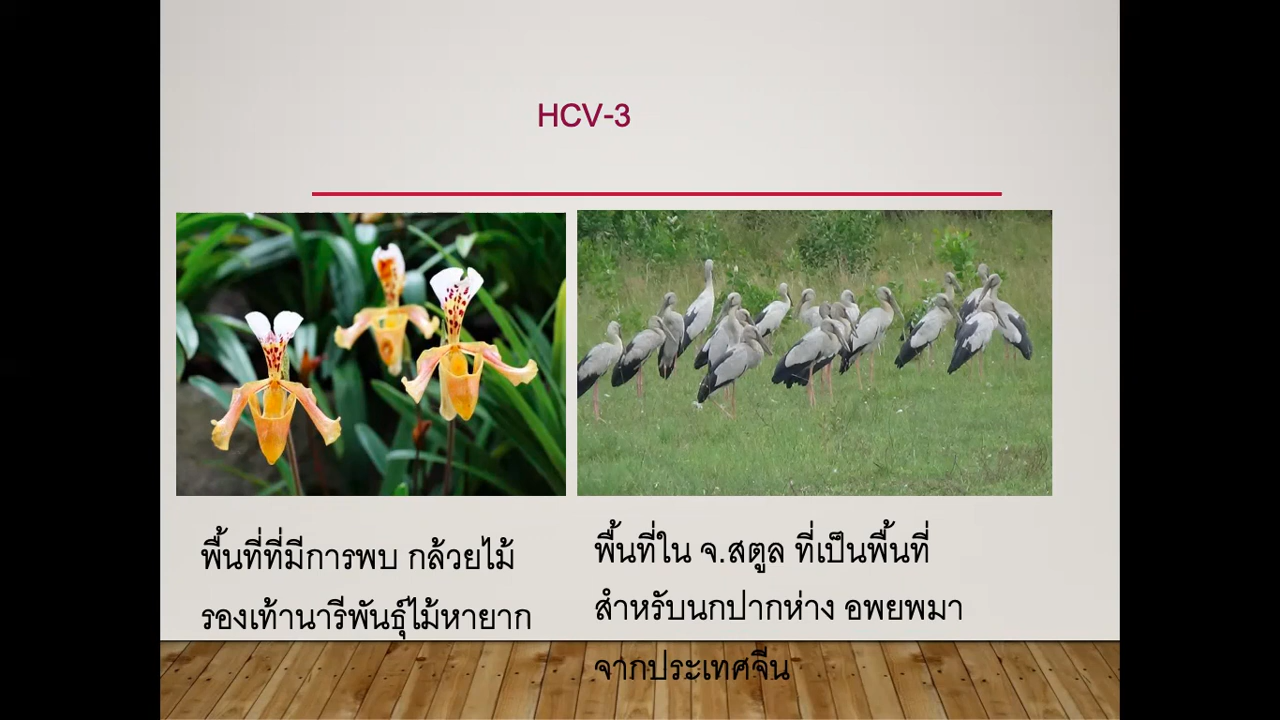 HCV-3
พื้นที่ที่มีการพบ กล้วยไม้
รองเท้านารีพันธุ์ไม้หายาก
พื้นที่ใน จ.สตูล ที่เป็นพื้นที่
สำหรับนกปากห่าง อพยพมา
จากประเทศจีน